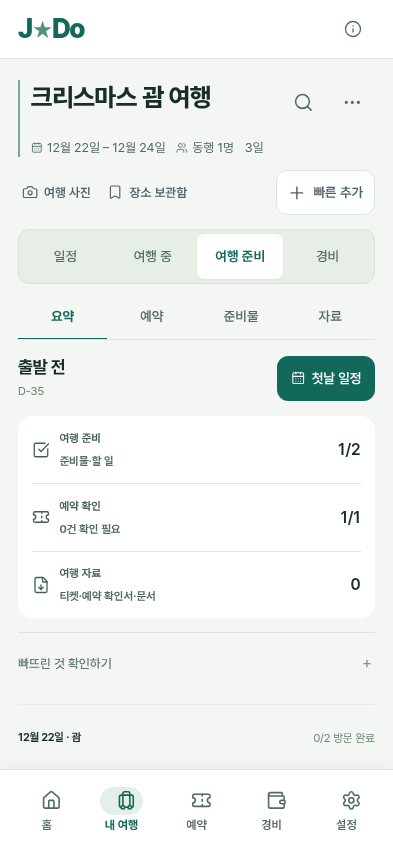 J★Do
크리스마스 괌 여행
12월 22일 – 12월 24일 동행 1명 3일
여행 사진 장소 보관함 빠른 추가
일정 여행 중 여행 준비 경비
요약 예약 준비물 자료
출발 전
D-35
첫날 일정
여행 준비
준비물·할 일
1/2
예약 확인
0건 확인 필요
1/1
여행 자료
티켓·예약 확인서·문서
0
빠뜨린 것 확인하기 +
12월 22일 · 괌 0/2 방문 완료
홈 내 여행 예약 경비 설정